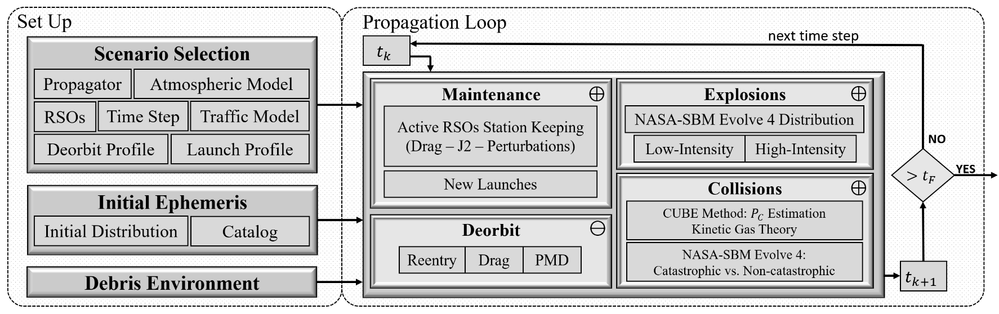 Set Up
Scenario Selection
Propagator
Atmospheric Model
RSOs
Time Step
Traffic Model
Deorbit Profile
Launch Profile
Initial Ephemeris
Initial Distribution
Catalog
Debris Environment
Propagation Loop
next time step
t_k
Maintenance ⊕
Active RSOs Station Keeping
(Drag – J2 – Perturbations)
New Launches
Deorbit ⊖
Reentry
Drag
PMD
Explosions ⊕
NASA-SBM Evolve 4 Distribution
Low-Intensity
High-Intensity
Collisions ⊕
CUBE Method: P_C Estimation
Kinetic Gas Theory
NASA-SBM Evolve 4:
Catastrophic vs. Non-catastrophic
t_{k+1}
> t_F
NO
YES